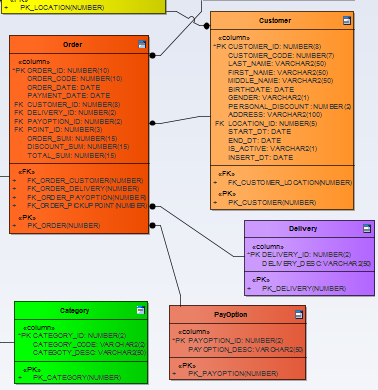 + PK_LOCATION(NUMBER)
Order
«column»
*PK ORDER_ID: NUMBER(10)
ORDER_CODE: NUMBER(10)
ORDER_DATE: DATE
PAYMENT_DATE: DATE
FK CUSTOMER_ID: NUMBER(8)
FK DELIVERY_ID: NUMBER(2)
FK PAYOPTION_ID: NUMBER(2)
FK POINT_ID: NUMBER(3)
ORDER_SUM: NUMBER(15)
DISCOUNT_SUM: NUMBER(15)
TOTAL_SUM: NUMBER(15)
«FK»
+ FK_ORDER_CUSTOMER(NUMBER)
+ FK_ORDER_DELIVERY(NUMBER)
+ FK_ORDER_PAYOPTION(NUMBER)
+ FK_ORDER_PICKUP POINT(NUMBER)
«PK»
+ PK_ORDER(NUMBER)
Customer
«column»
*PK CUSTOMER_ID: NUMBER(8)
CUSTOMER_CODE: NUMBER(7)
LAST_NAME: VARCHAR2(50)
FIRST_NAME: VARCHAR2(50)
MIDDLE_NAME: VARCHAR2(50)
BIRTHDATE: DATE
GENDER: VARCHAR2(1)
PERSONAL_DISCOUNT: NUMBER(2)
ADDRESS: VARCHAR2(100)
FK LOCATION_ID: NUMBER(5)
START_DT: DATE
END_DT: DATE
IS_ACTIVE: VARCHAR2(1)
INSERT_DT: DATE
«FK»
+ FK_CUSTOMER_LOCATION(NUMBER)
«PK»
+ PK_CUSTOMER(NUMBER)
Delivery
«column»
*PK DELIVERY_ID: NUMBER(2)
DELIVERY_DESC: VARCHAR2(50)
«PK»
+ PK_DELIVERY(NUMBER)
Category
«column»
*PK CATEGORY_ID: NUMBER(2)
CATEGORY_CODE: VARCHAR2(2)
CATEGOTY_DESC: VARCHAR2(90)
«PK»
+ PK_CATEGORY(NUMBER)
PayOption
«column»
*PK PAYOPTION_ID: NUMBER(2)
PAYOPTION_DESC: VARCHAR2(50)
«PK»
+ PK_PAYOPTION(NUMBER)